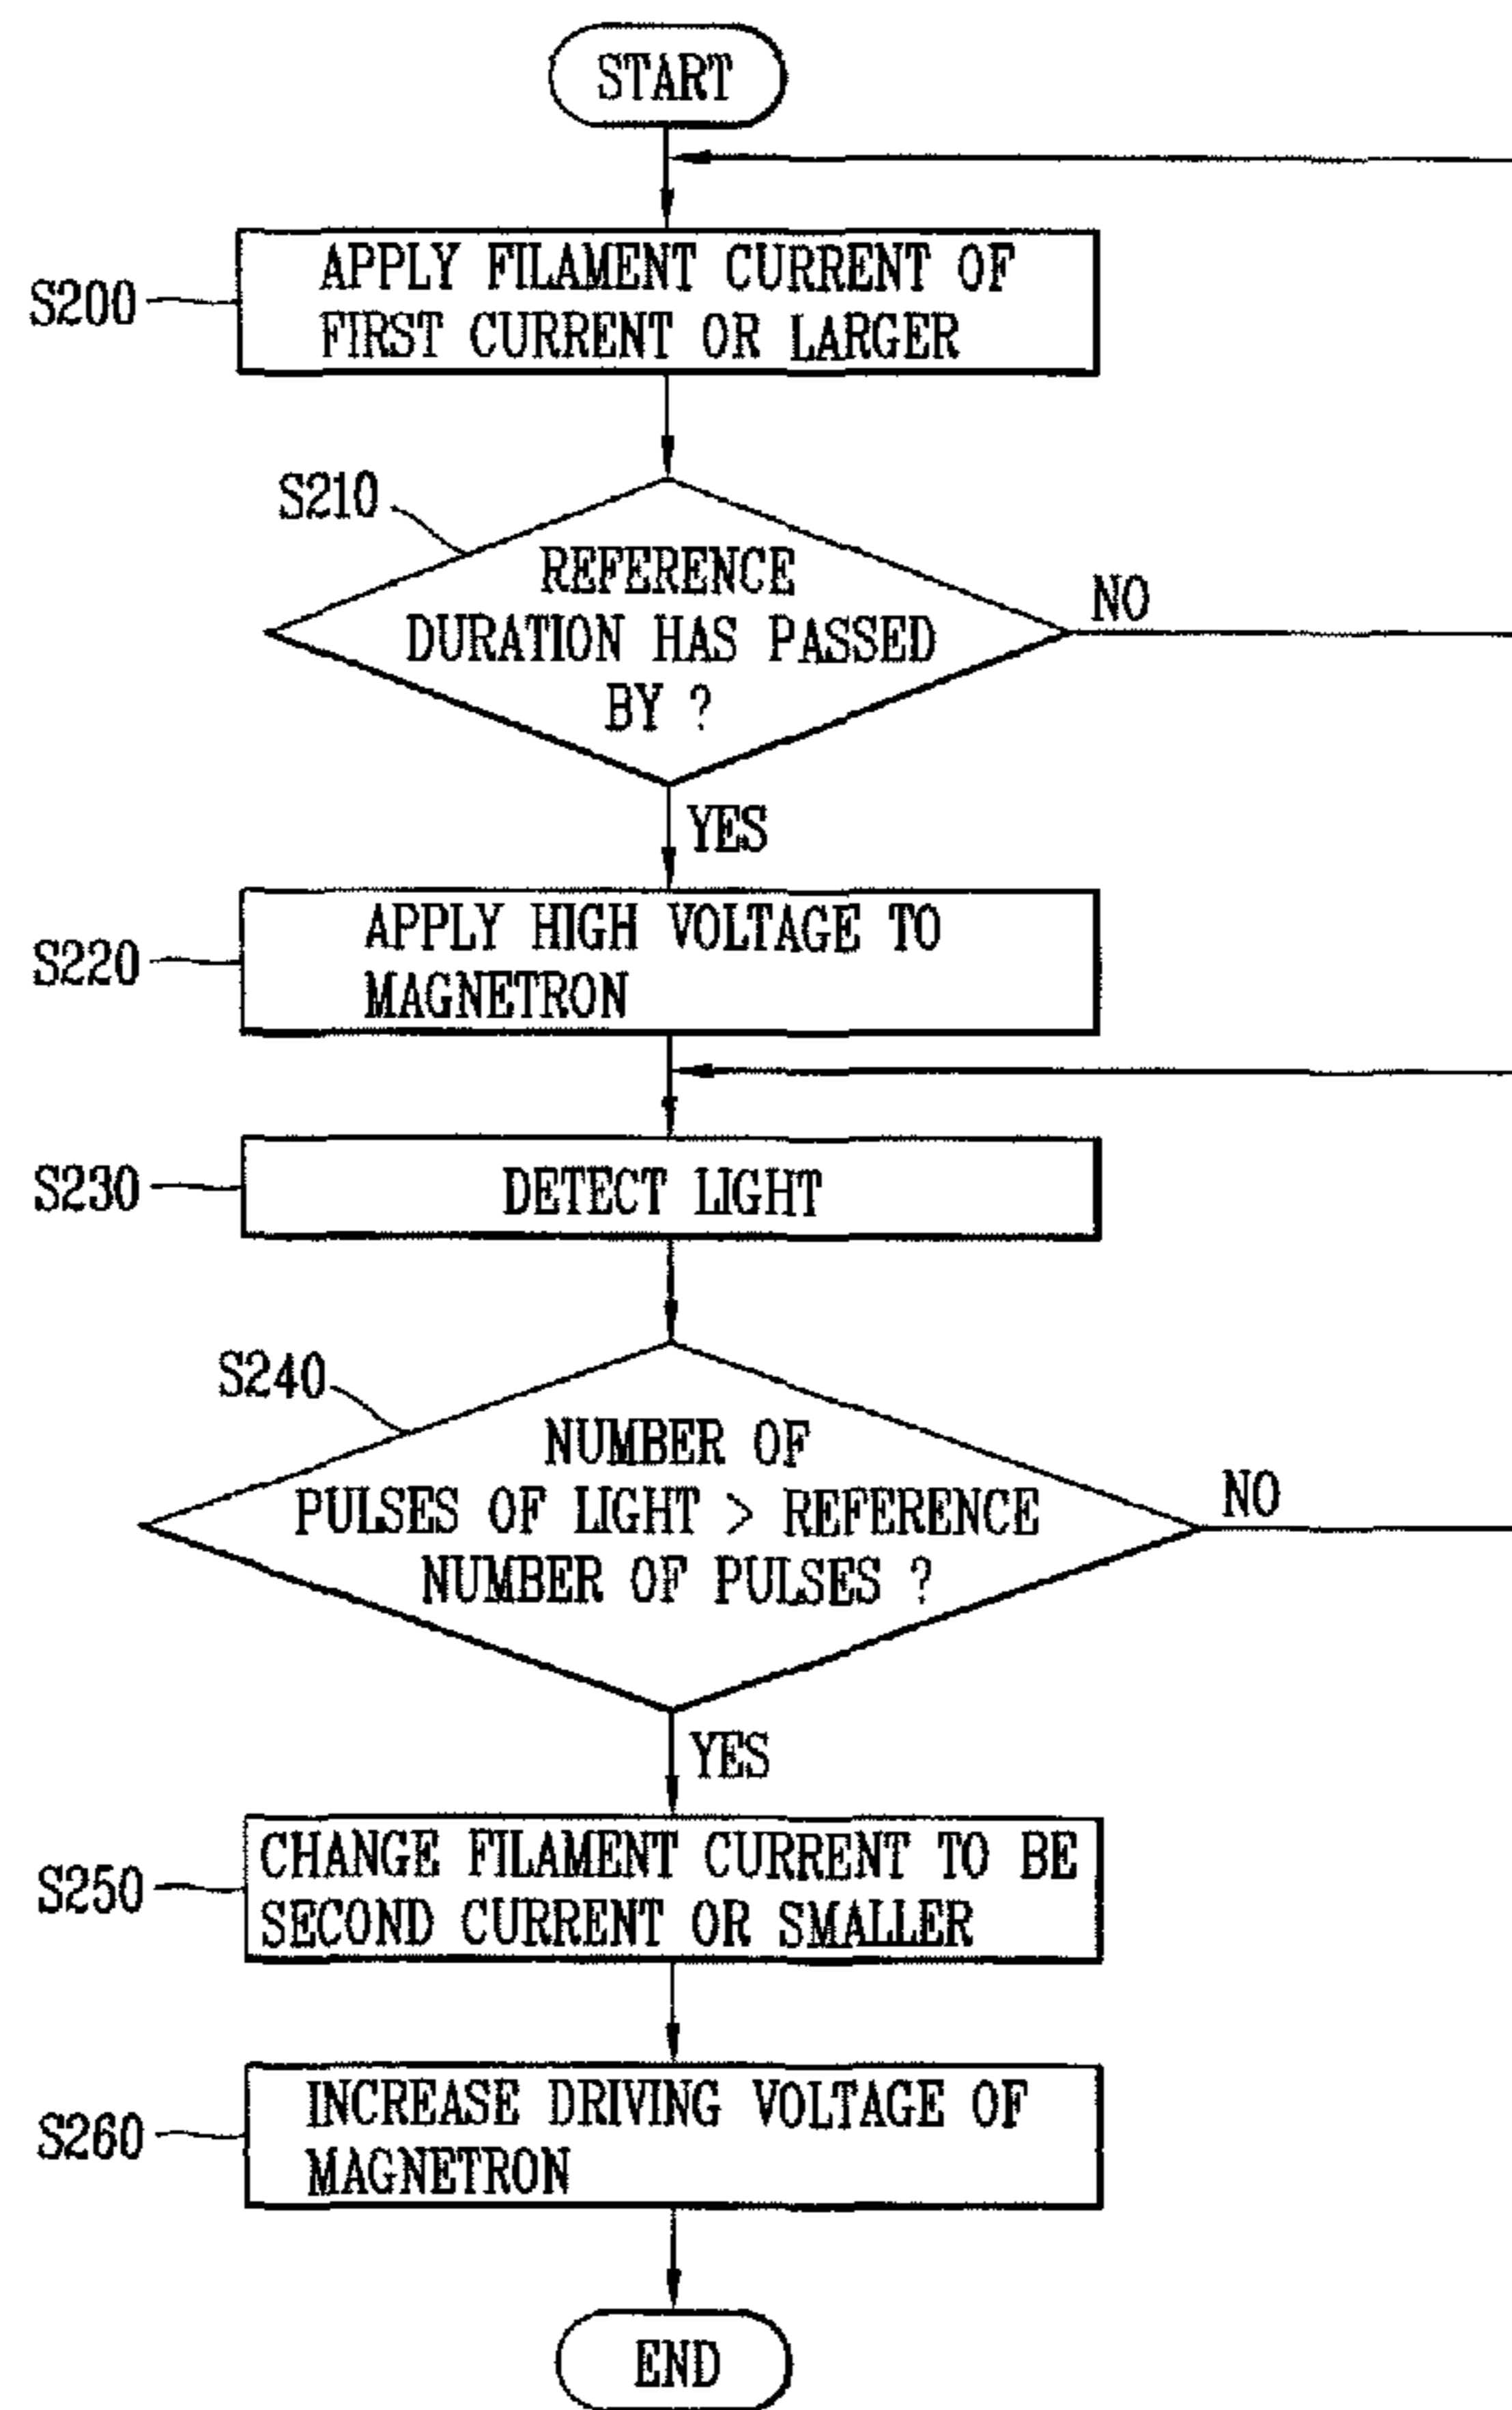 START
S200
APPLY FILAMENT CURRENT OF
FIRST CURRENT OR LARGER
S210
REFERENCE
DURATION HAS PASSED
BY ?
NO
YES
S220
APPLY HIGH VOLTAGE TO
MAGNETRON
S230
DETECT LIGHT
S240
NUMBER OF
PULSES OF LIGHT > REFERENCE
NUMBER OF PULSES ?
NO
YES
S250
CHANGE FILAMENT CURRENT TO BE
SECOND CURRENT OR SMALLER
S260
INCREASE DRIVING VOLTAGE OF
MAGNETRON
END